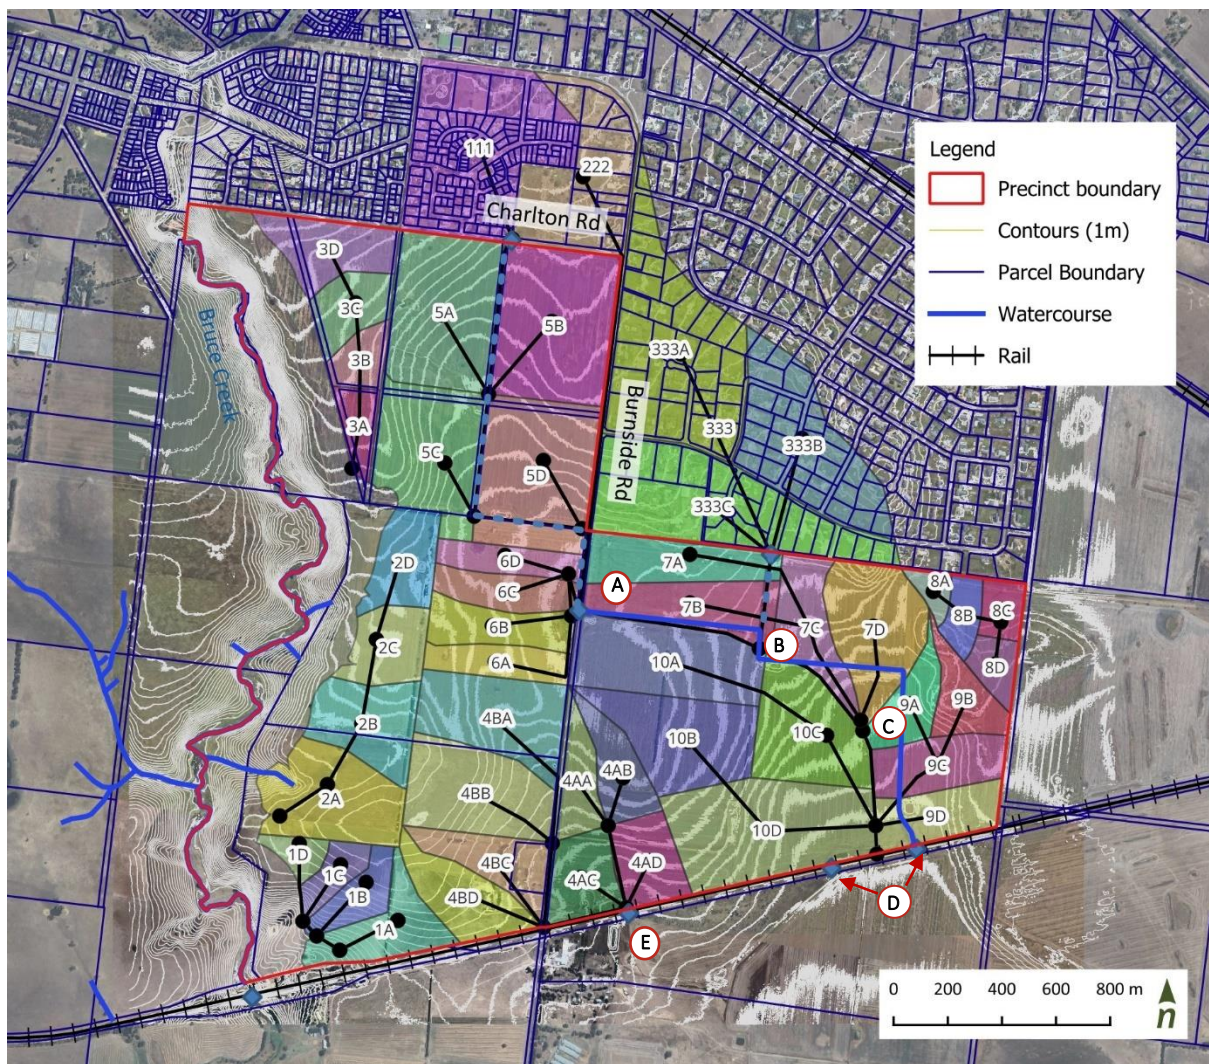 111
222
Charlton Rd
3D
3C
3B
3A
5A
5B
5C
5D
Bruce Creek
Burnside Rd
333A
333
333B
333C
Legend
Precinct boundary
Contours (1m)
Parcel Boundary
Watercourse
Rail
2D
2C
2B
2A
6D
6C
6B
6A
A
7A
7B
7C
7D
B
8A
8B
8C
8D
9A
9B
9C
9D
C
10A
10B
10C
10D
4BA
4BB
4BC
4BD
4AA
4AB
4AC
4AD
1D
1C
1B
1A
D
E
0 200 400 600 800 m
n